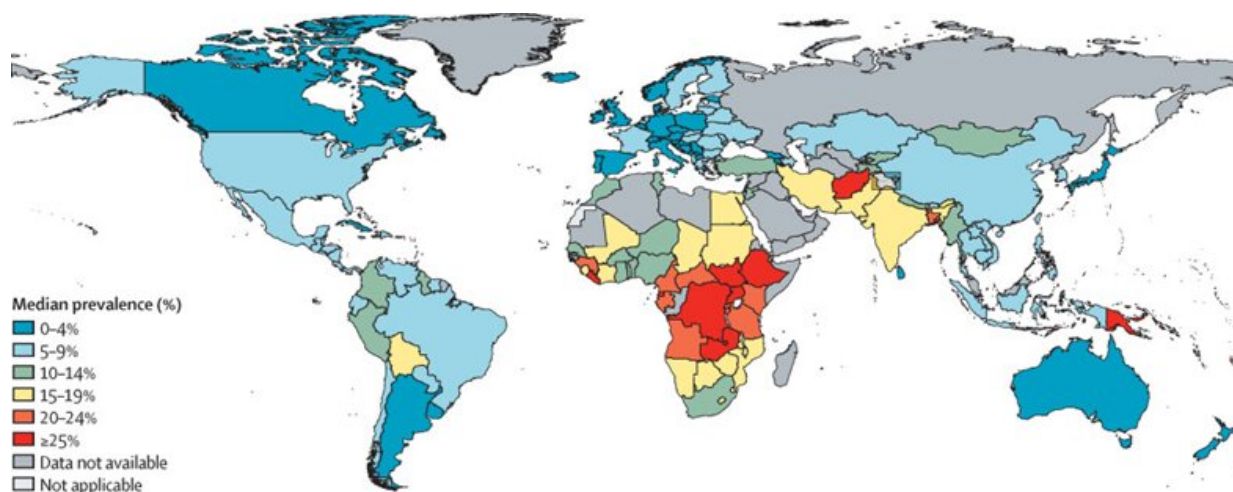 Median prevalence (%)
0–4%
5–9%
10–14%
15–19%
20–24%
≥25%
Data not available
Not applicable